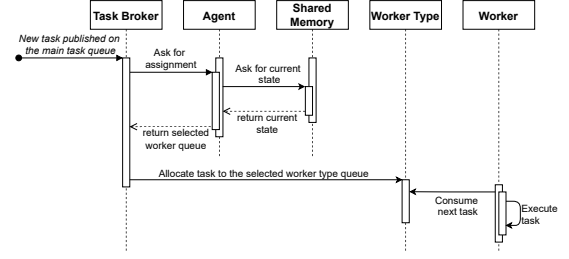 Task Broker
Agent
Shared
Memory
Worker Type
Worker
New task published on
the main task queue
Ask for
assignment
Ask for current
state
return current
state
return selected
worker queue
Allocate task to the selected worker type queue
Consume
next task
Execute
task